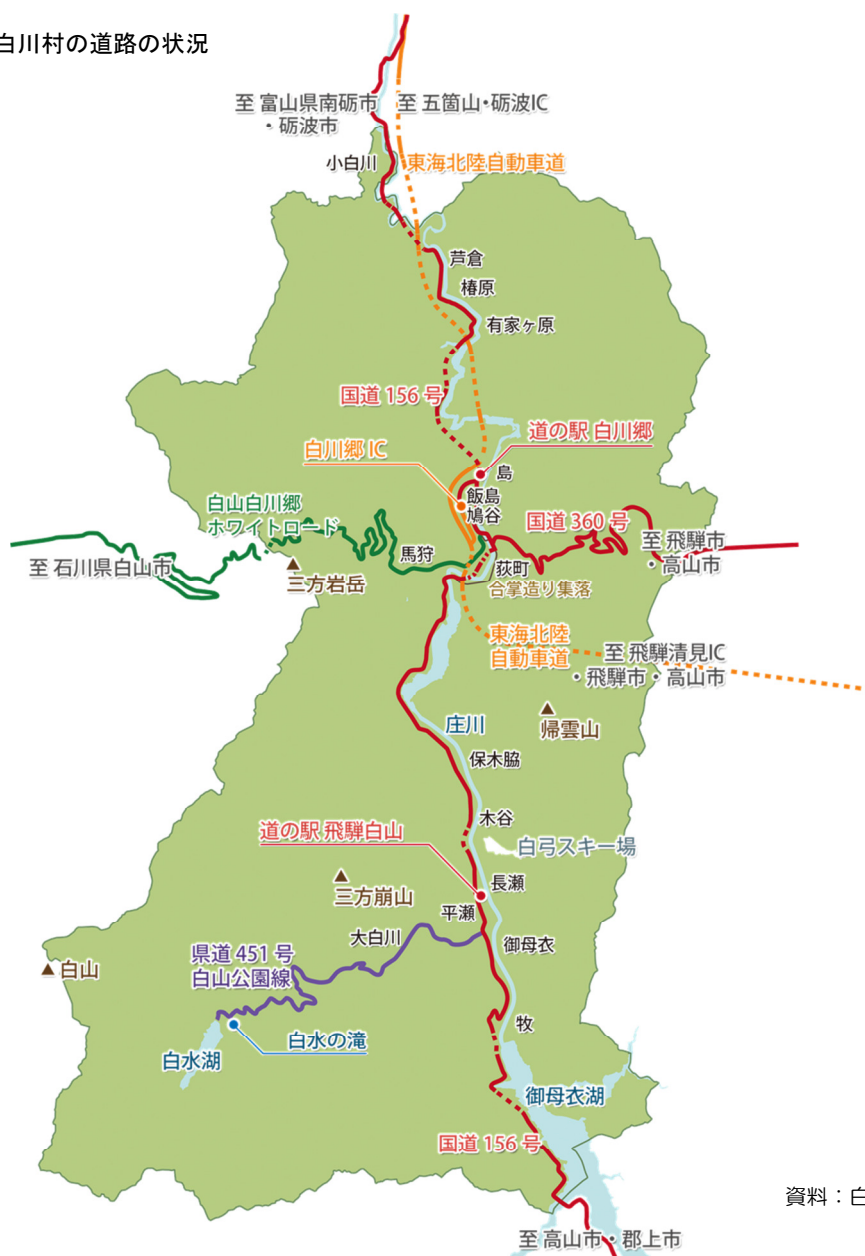 白川村の道路の状況
至 富山県南砺市
・砺波市
至 五箇山・砺波IC
小白川
東海北陸自動車道
芦倉
椿原
有家ヶ原
国道 156 号
道の駅 白川郷
白川郷 IC
島
飯島
鳩谷
白山白川郷
ホワイトロード
国道 360 号
至 飛騨市
・高山市
馬狩
荻町
合掌造り集落
至 石川県白山市
三方岩岳
東海北陸
自動車道
至 飛騨清見IC
・飛騨市・高山市
庄川
帰雲山
保木脇
木谷
道の駅 飛騨白山
白弓スキー場
長瀬
三方崩山
平瀬
大白川
御母衣
県道 451 号
白山公園線
白山
牧
白水の滝
白水湖
御母衣湖
国道 156 号
資料：白
至 高山市・郡上市